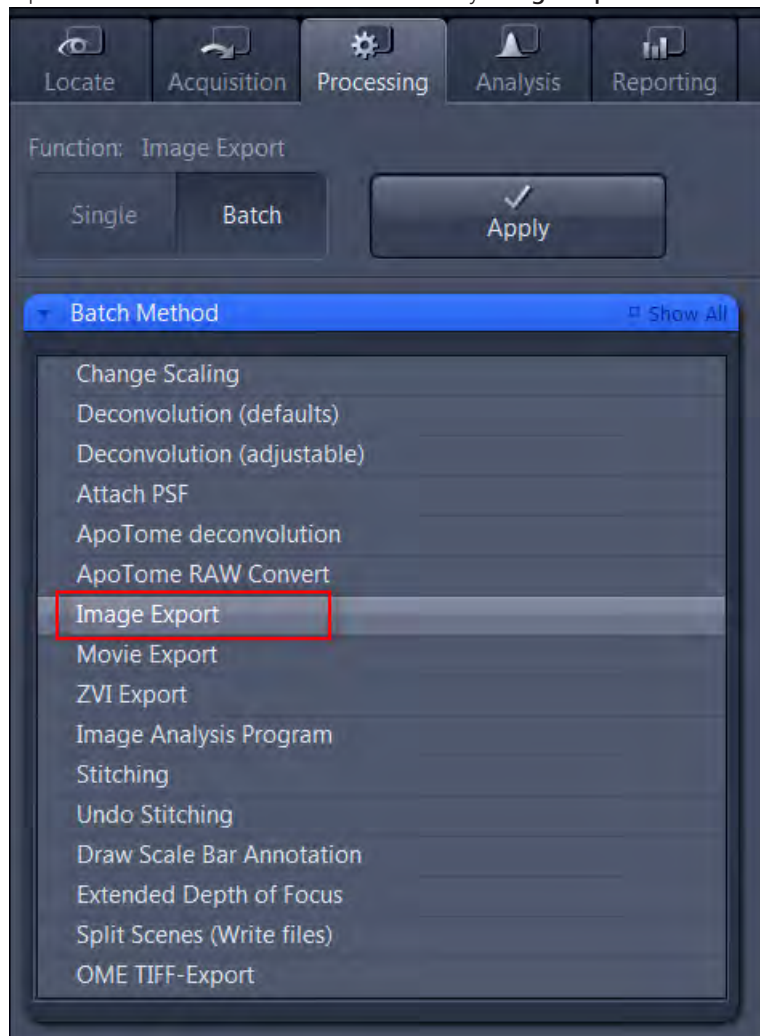 Locate Acquisition Processing Analysis Reporting
Function: Image Export
Single Batch Apply
Batch Method Show All
Change Scaling
Deconvolution (defaults)
Deconvolution (adjustable)
Attach PSF
ApoTome deconvolution
ApoTome RAW Convert
Image Export
Movie Export
ZVI Export
Image Analysis Program
Stitching
Undo Stitching
Draw Scale Bar Annotation
Extended Depth of Focus
Split Scenes (Write files)
OME TIFF-Export